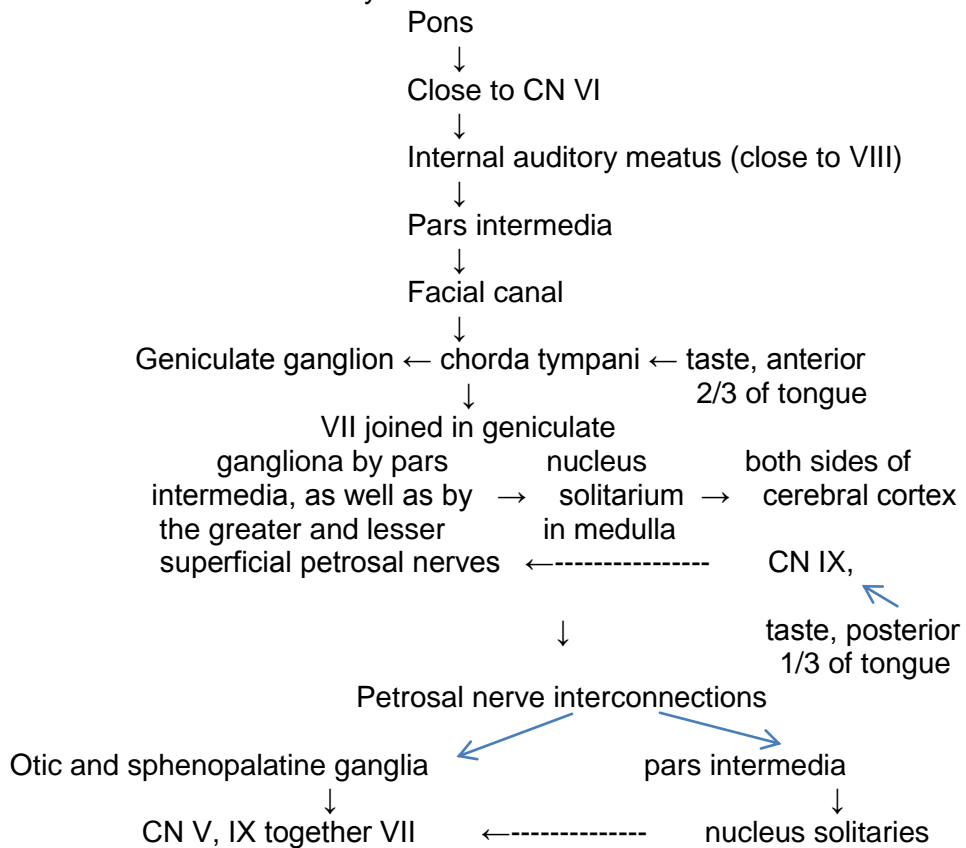 Pons
↓
Close to CN VI
↓
Internal auditory meatus (close to VIII)
↓
Pars intermedia
↓
Facial canal
↓
Geniculate ganglion ← chorda tympani ← taste, anterior
2/3 of tongue
↓
VII joined in geniculate
gangliona by pars nucleus both sides of
intermedia, as well as by → solitarium → cerebral cortex
the greater and lesser in medulla
superficial petrosal nerves ←---------------- CN IX,
↓ taste, posterior
1/3 of tongue
Petrosal nerve interconnections
Otic and sphenopalatine ganglia pars intermedia
↓ ↓
CN V, IX together VII ←-------------- nucleus solitaries